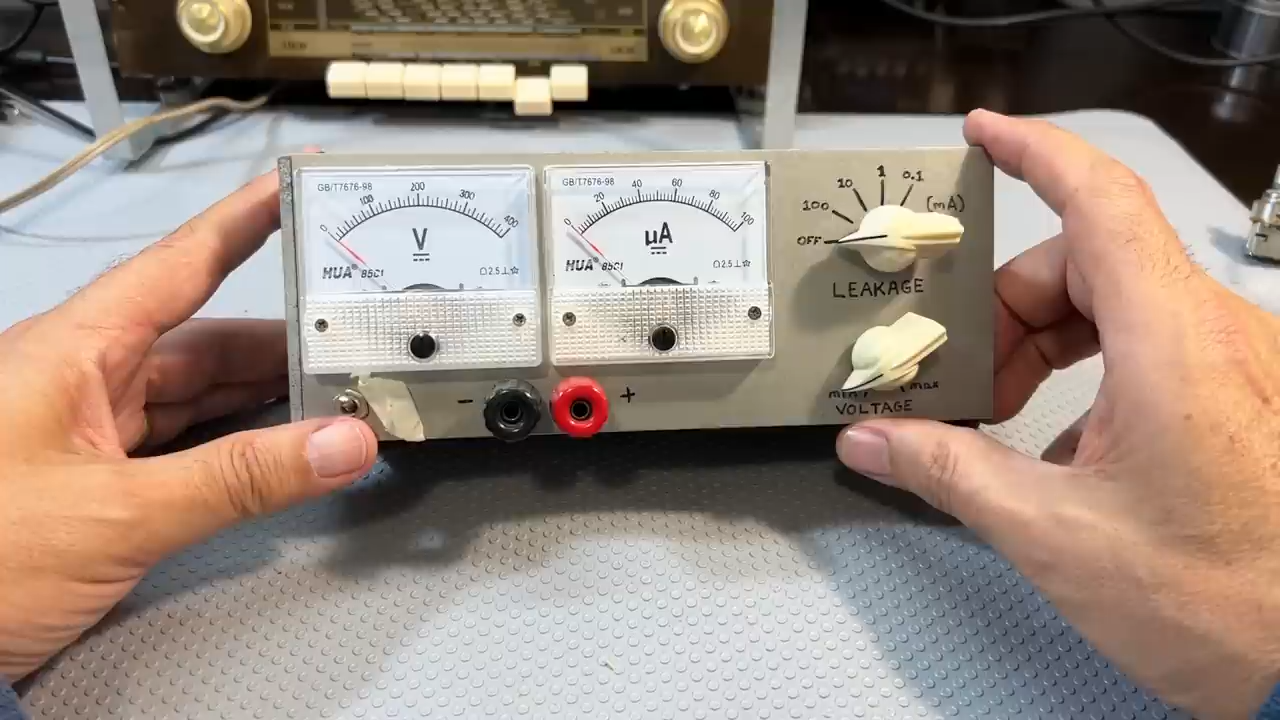 GB/T7676-98
0 100 200 300 400
V
HUA 85C1
2.5
GB/T7676-98
0 20 40 60 80 100
µA
HUA 85C1
2.5
OFF 100 10 1 0.1
(mA)
LEAKAGE
- +
min max
VOLTAGE